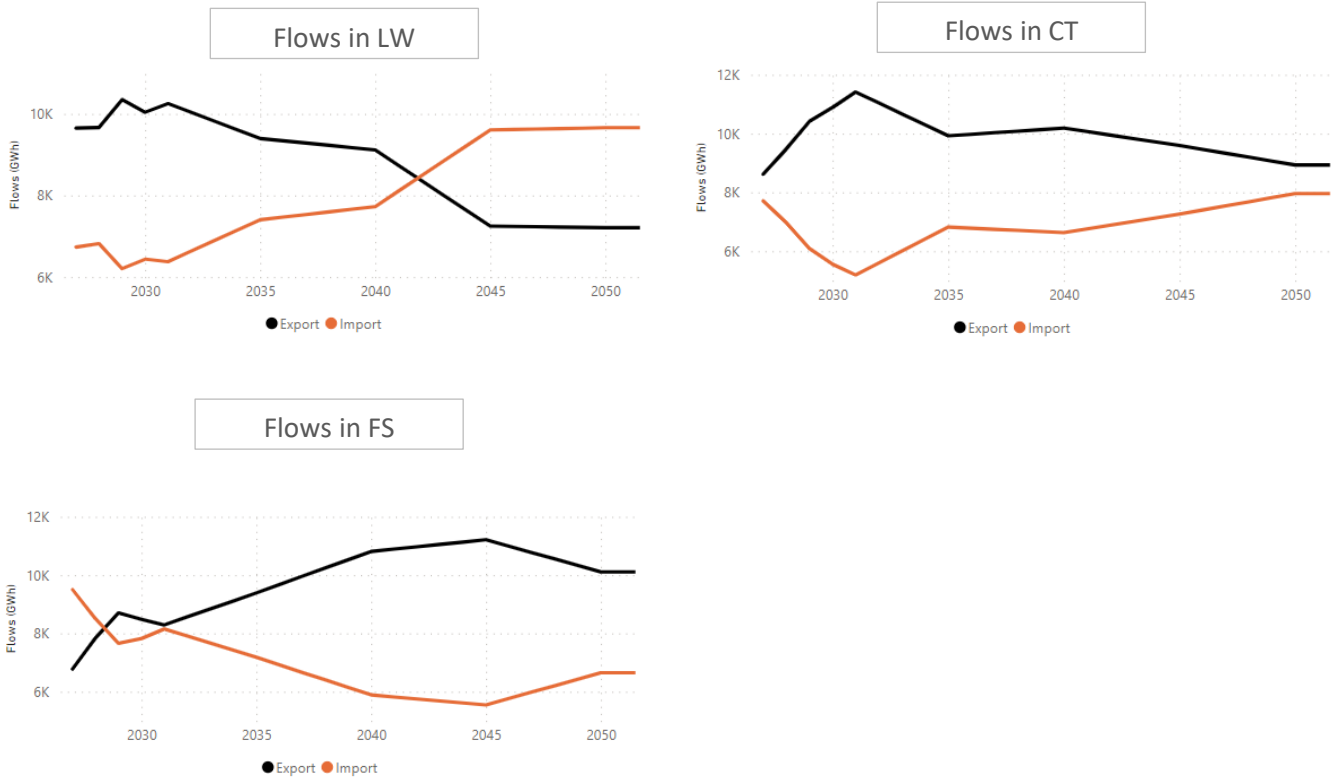 Flows in LW
Flows (GWh)
10K
8K
6K
2030 2035 2040 2045 2050
Export Import
Flows in CT
Flows (GWh)
12K
10K
8K
6K
2030 2035 2040 2045 2050
Export Import
Flows in FS
Flows (GWh)
12K
10K
8K
6K
2030 2035 2040 2045 2050
Export Import